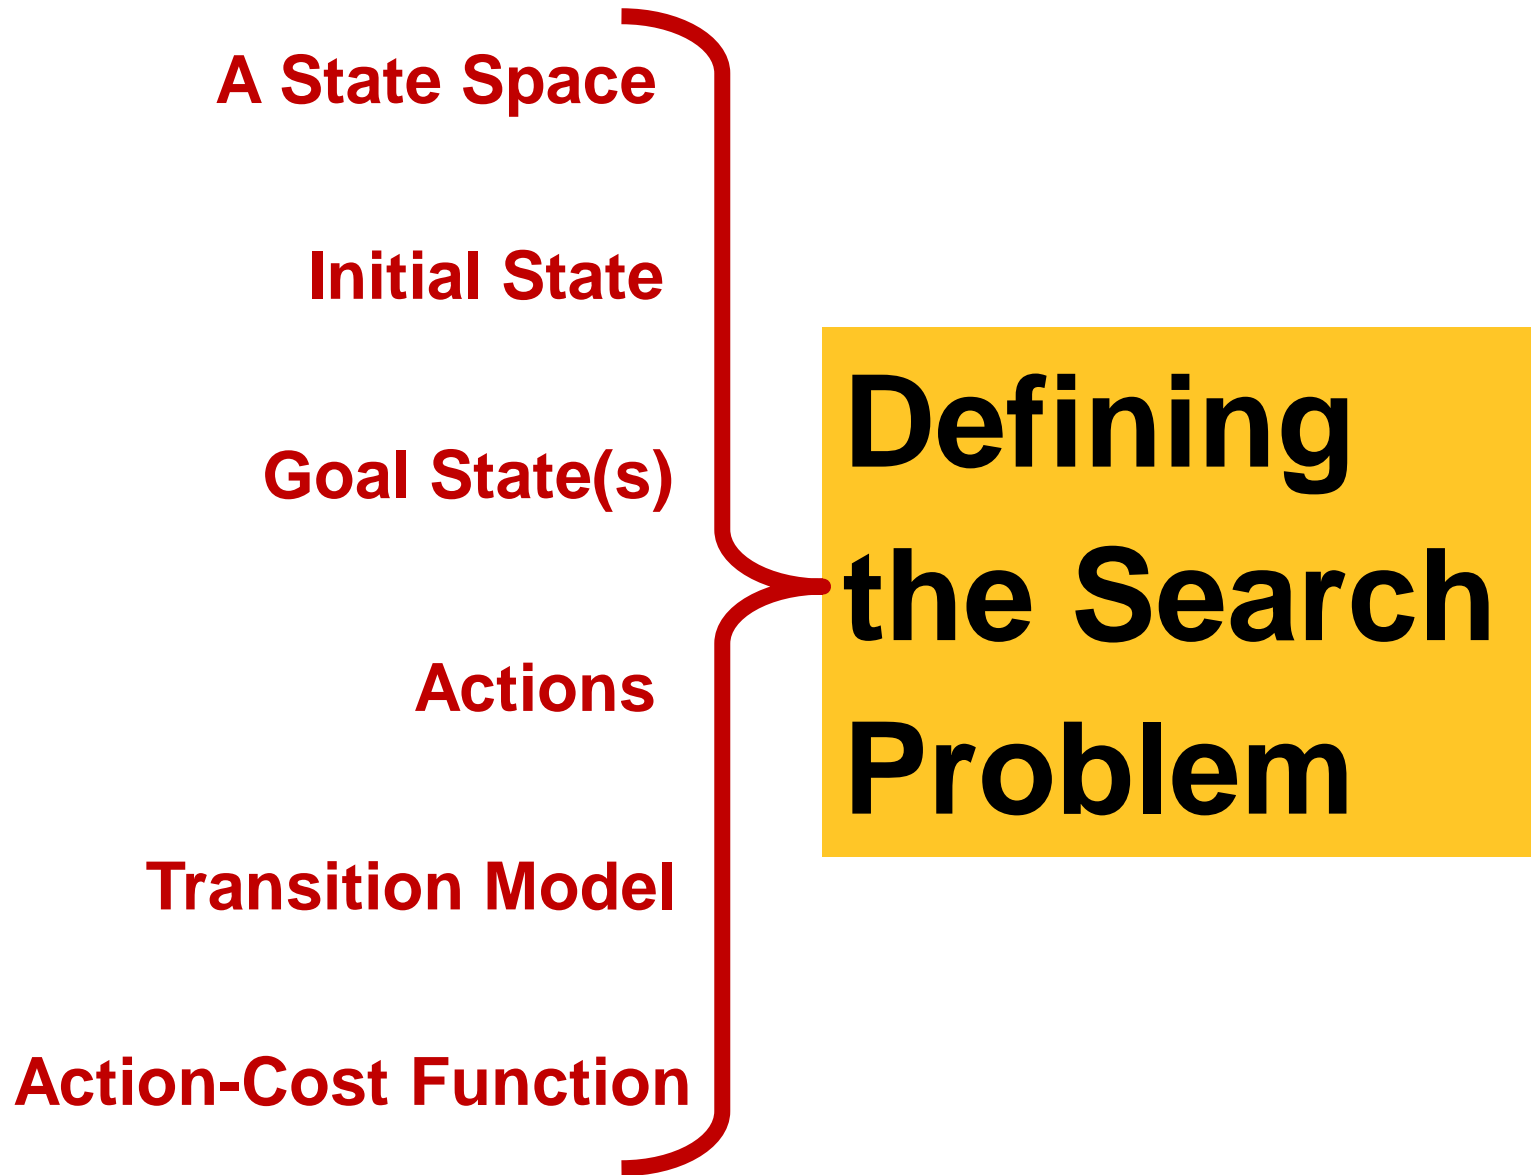 A State Space
Initial State
Goal State(s)
Actions
Transition Model
Action-Cost Function
Defining
the Search
Problem